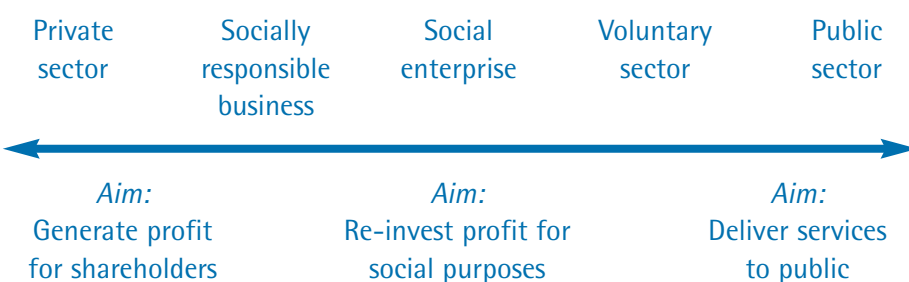 Private
sector
Socially
responsible
business
Social
enterprise
Voluntary
sector
Public
sector
Aim:
Generate profit
for shareholders
Aim:
Re-invest profit for
social purposes
Aim:
Deliver services
to public